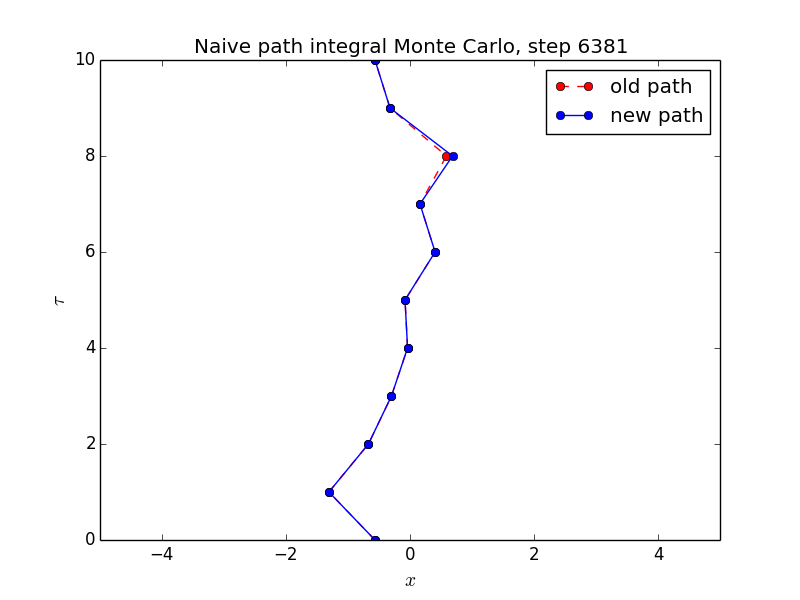 Naive path integral Monte Carlo, step 6381
old path
new path
10
8
6
4
2
0
τ
−4
−2
0
2
4
x